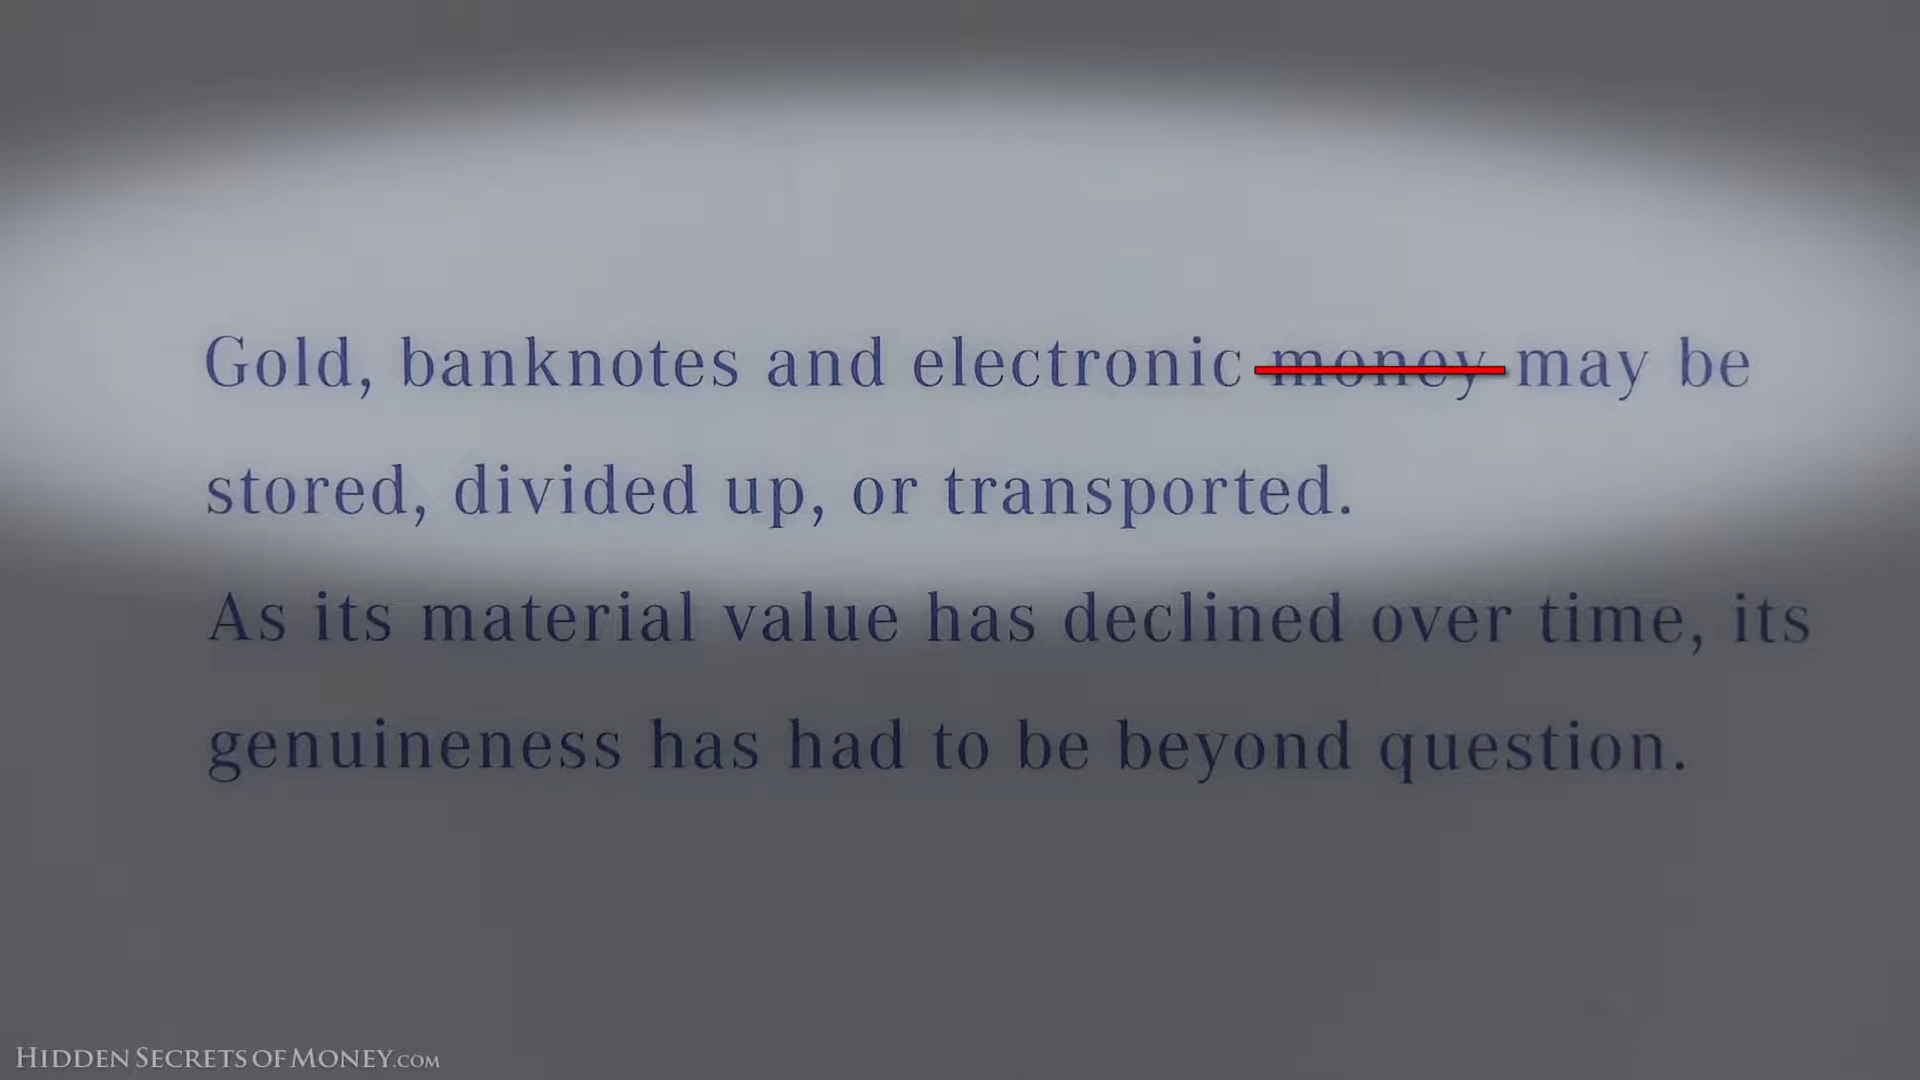 Gold, banknotes and electronic money may be
stored, divided up, or transported.
As its material value has declined over time, its
genuineness has had to be beyond question.
HIDDEN SECRETS OF MONEY.COM